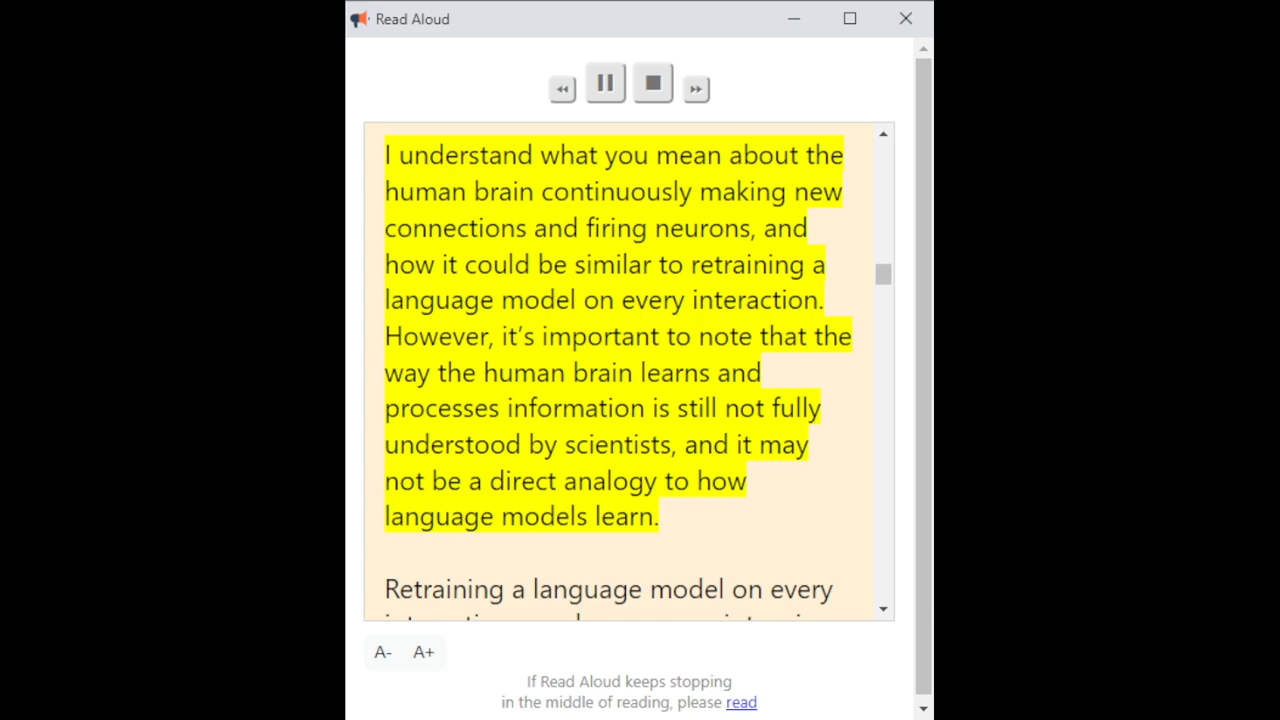 Read Aloud
I understand what you mean about the
human brain continuously making new
connections and firing neurons, and
how it could be similar to retraining a
language model on every interaction.
However, it’s important to note that the
way the human brain learns and
processes information is still not fully
understood by scientists, and it may
not be a direct analogy to how
language models learn.
Retraining a language model on every
A- A+
If Read Aloud keeps stopping
in the middle of reading, please read